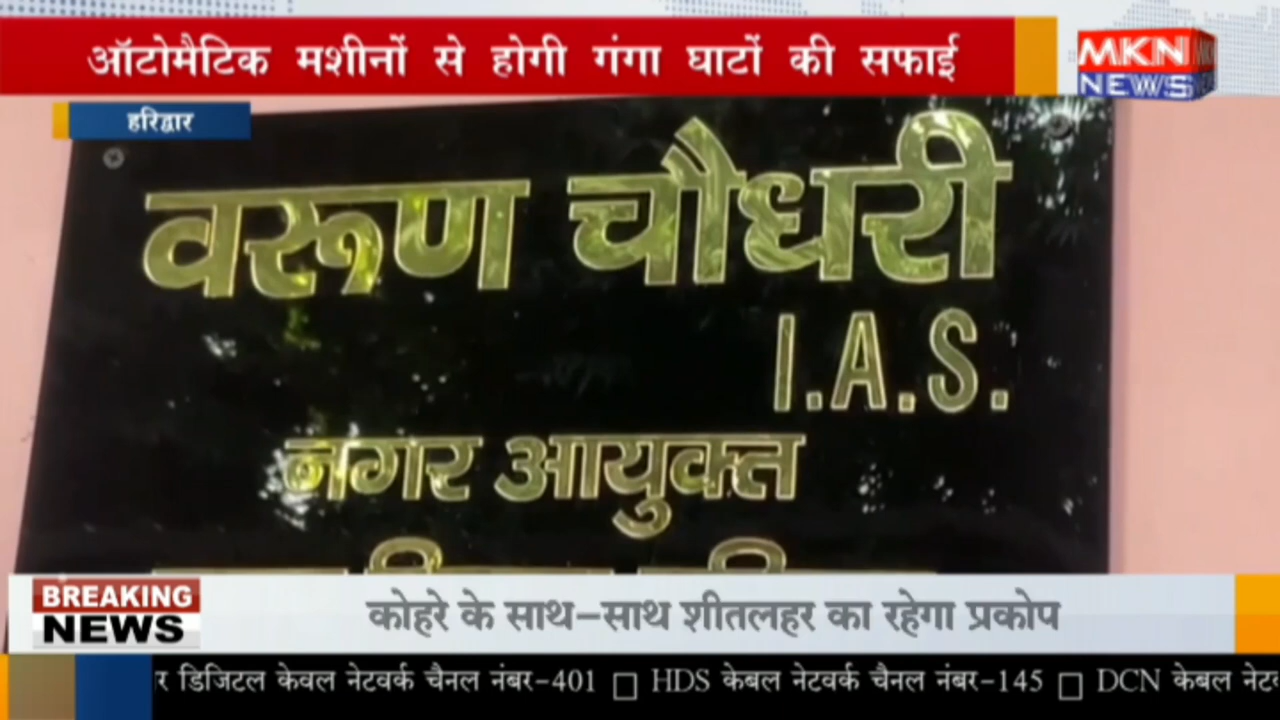 ऑटोमैटिक मशीनों से होगी गंगा घाटों की सफाई
MKN
NEWS
हरिद्वार
वरूण चौधरी
I.A.S.
नगर आयुक्त
BREAKING
NEWS
कोहरे के साथ-साथ शीतलहर का रहेगा प्रकोप
डिजिटल केवल नेटवर्क चैनल नंबर-401 □ HDS केबल नेटवर्क चैनल नंबर-145 □ DCN केबल